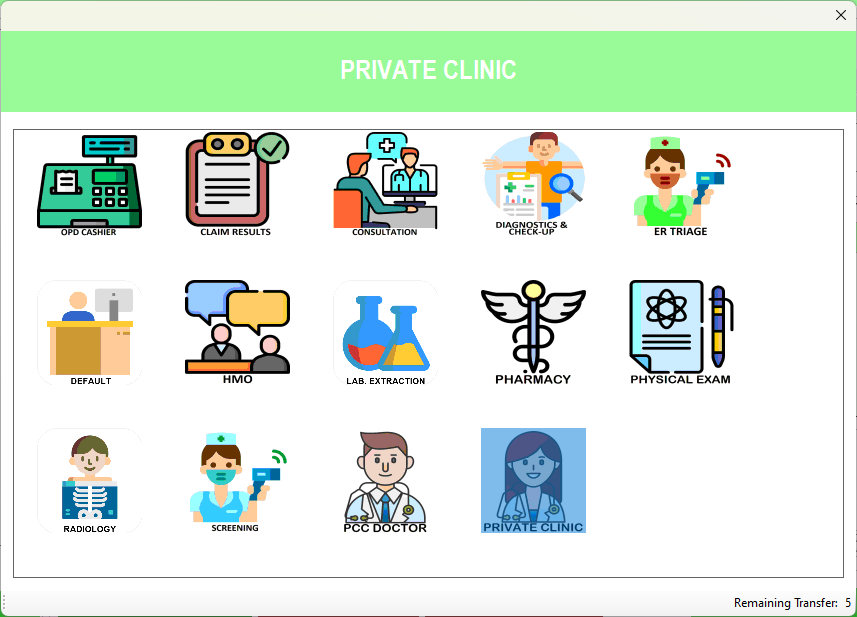 PRIVATE CLINIC
OPD CASHIER
CLAIM RESULTS
CONSULTATION
DIAGNOSTICS &
CHECK-UP
ER TRIAGE
DEFAULT
HMO
LAB. EXTRACTION
PHARMACY
PHYSICAL EXAM
RADIOLOGY
SCREENING
PCC DOCTOR
PRIVATE CLINIC
Remaining Transfer: 5